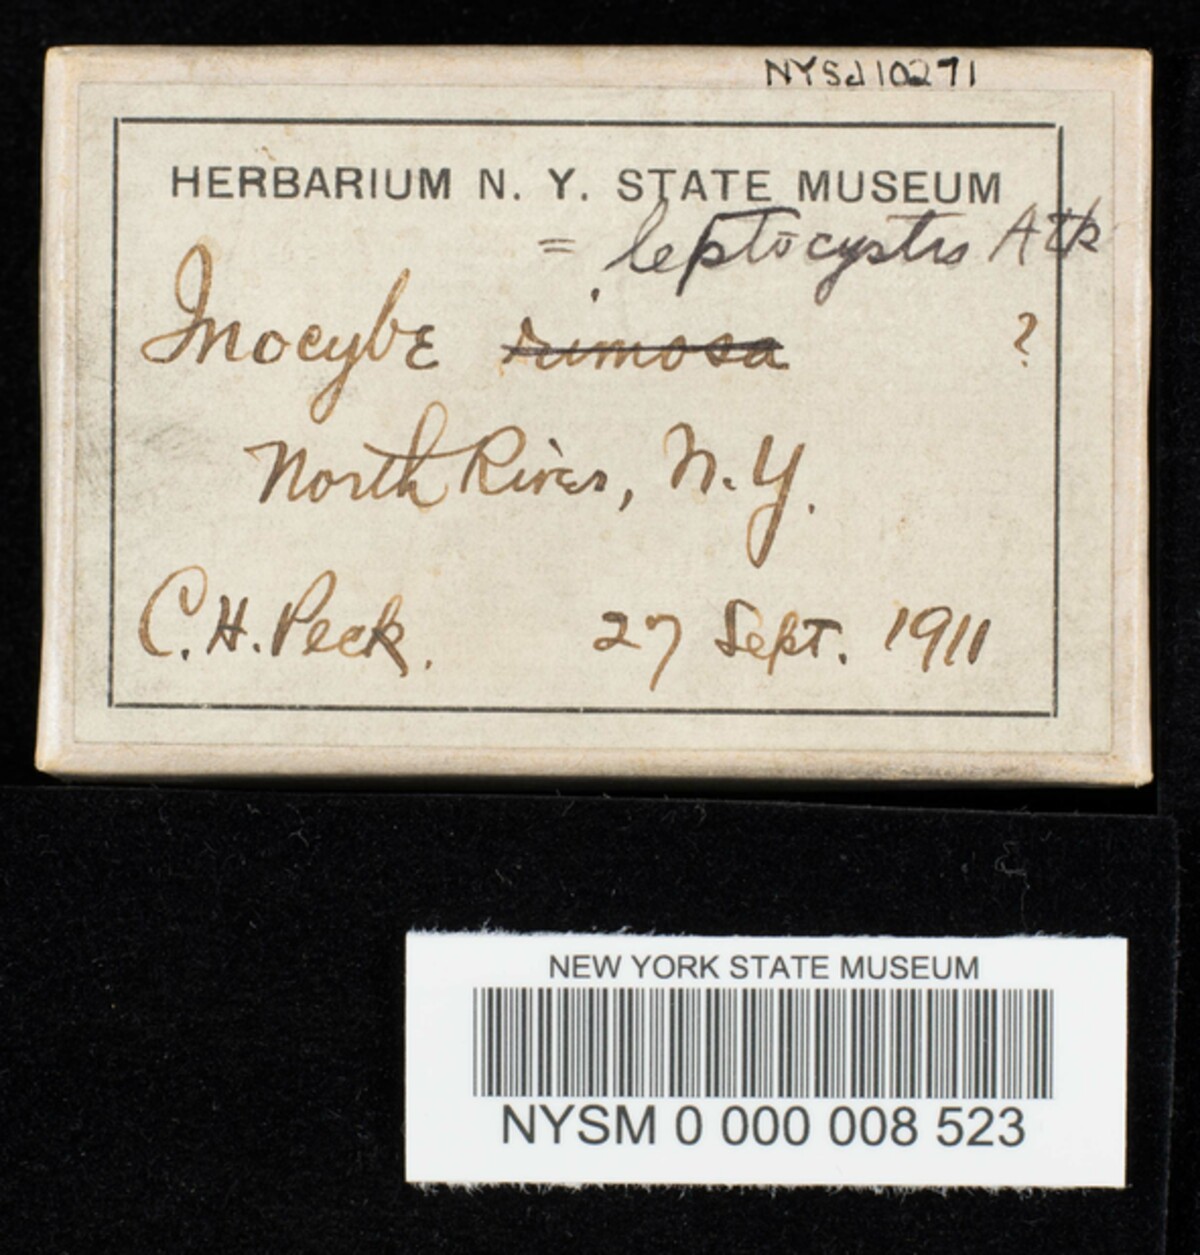 NYSd10271
HERBARIUM N. Y. STATE MUSEUM
= leptocystis Atk
Inocybe rimosa ?
North River, N.Y.
C.H. Peck. 27 Sept. 1911
NEW YORK STATE MUSEUM
NYSM 0 000 008 523